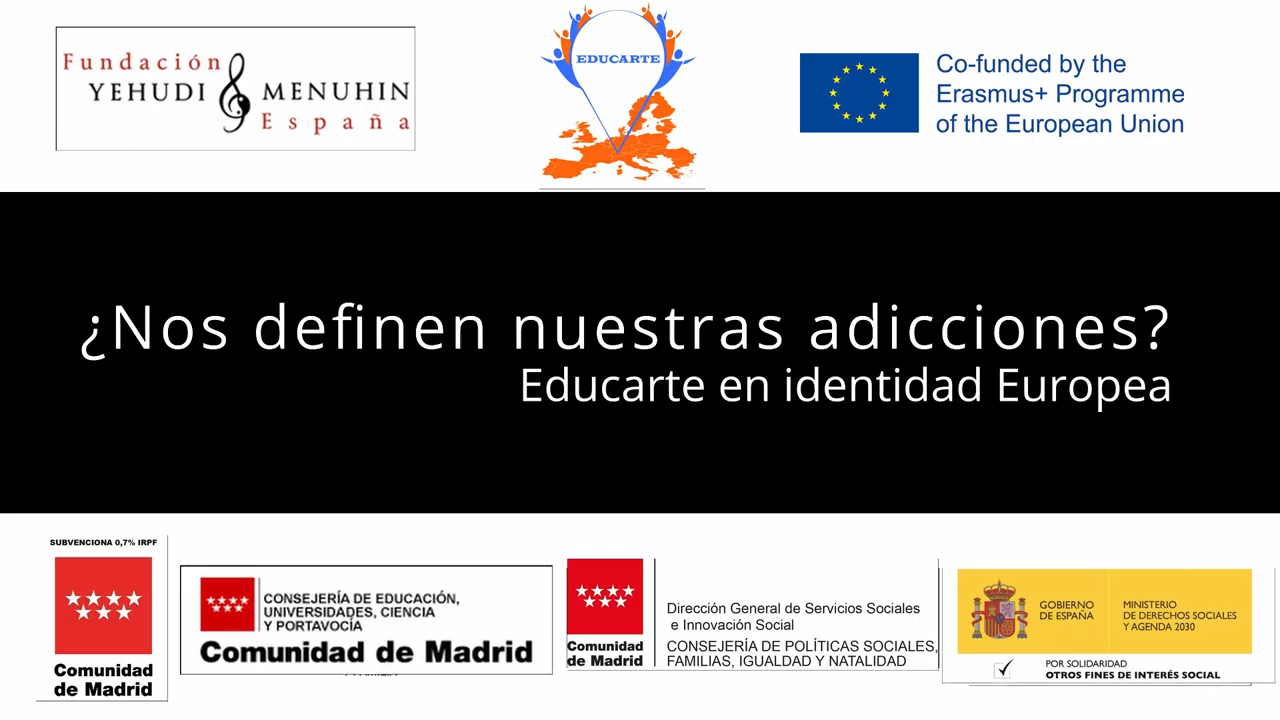 Fundación
YEHUDI MENUHIN
España
EDUCARTE
Co-funded by the
Erasmus+ Programme
of the European Union
¿Nos definen nuestras adicciones?
Educarte en identidad Europea
SUBVENCIONA 0,7% IRPF
Comunidad
de Madrid
CONSEJERÍA DE EDUCACIÓN,
UNIVERSIDADES, CIENCIA
Y PORTAVOCÍA
Comunidad de Madrid
Comunidad
de Madrid
Dirección General de Servicios Sociales
e Innovación Social
CONSEJERÍA DE POLÍTICAS SOCIALES,
FAMILIAS, IGUALDAD Y NATALIDAD
GOBIERNO
DE ESPAÑA
MINISTERIO
DE DERECHOS SOCIALES
Y AGENDA 2030
POR SOLIDARIDAD
OTROS FINES DE INTERÉS SOCIAL